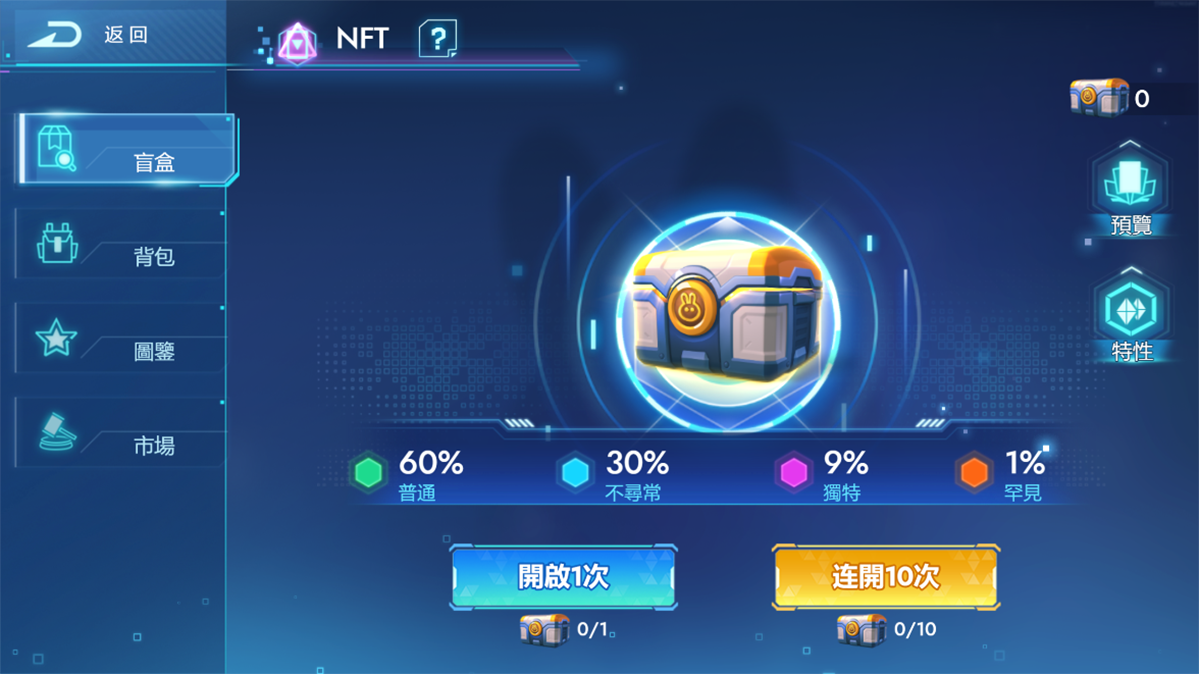 返回
NFT
?
0
盲盒
預覽
背包
特性
圖鑒
市場
60%
普通
30%
不尋常
9%
獨特
1%
罕見
開啟1次
连開10次
0/1
0/10